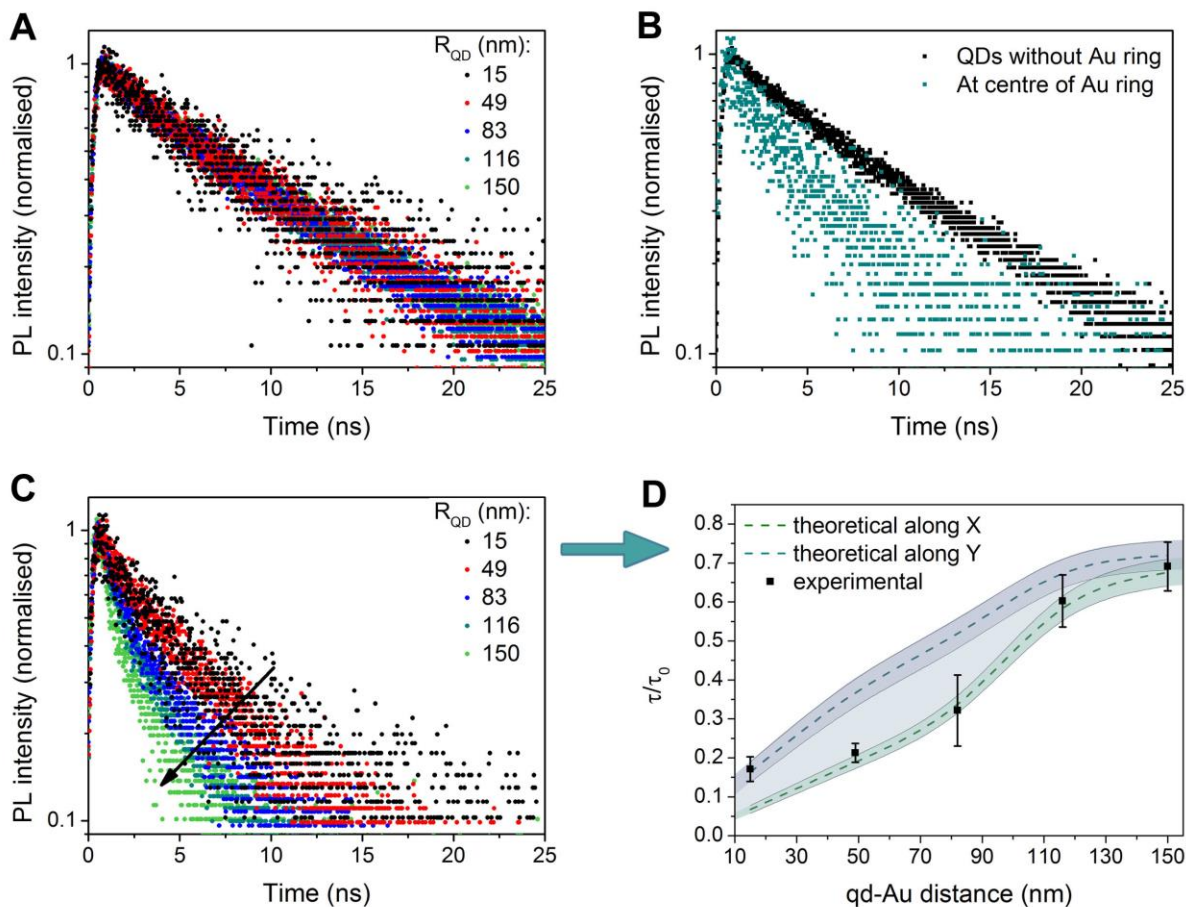 A
PL intensity (normalised)
1
0.1
0 5 10 15 20 25
Time (ns)
R_QD (nm):
15
49
83
116
150
B
PL intensity (normalised)
1
0.1
0 5 10 15 20 25
Time (ns)
QDs without Au ring
At centre of Au ring
C
PL intensity (normalised)
1
0.1
0 5 10 15 20 25
Time (ns)
R_QD (nm):
15
49
83
116
150
D
τ/τ₀
0.8
0.7
0.6
0.5
0.4
0.3
0.2
0.1
0.0
10 30 50 70 90 110 130 150
qd-Au distance (nm)
theoretical along X
theoretical along Y
experimental